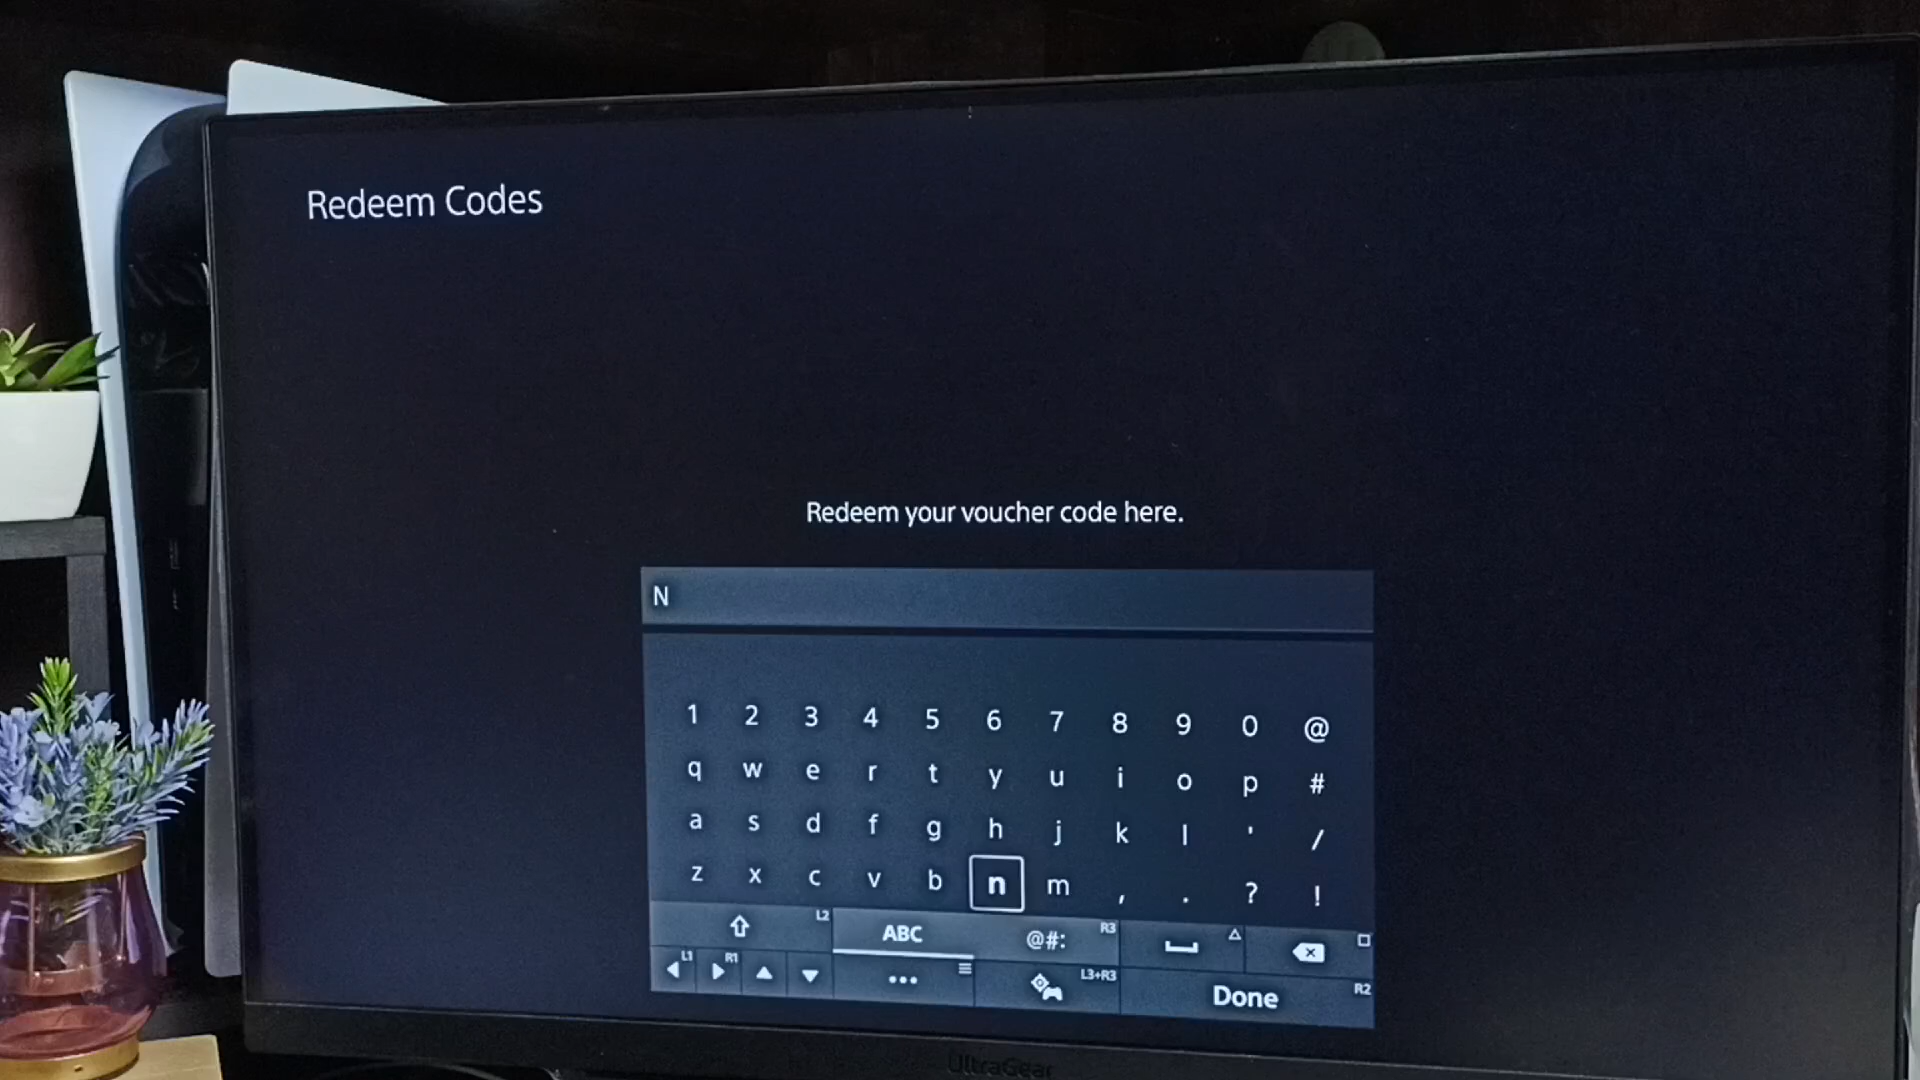 Redeem Codes
Redeem your voucher code here.
N
1 2 3 4 5 6 7 8 9 0 @
q w e r t y u i o p #
a s d f g h j k l ' /
z x c v b n m , . ? !
L2 ABC @#: R3
L1 R1 ... L3+R3 Done R2
UltraGear